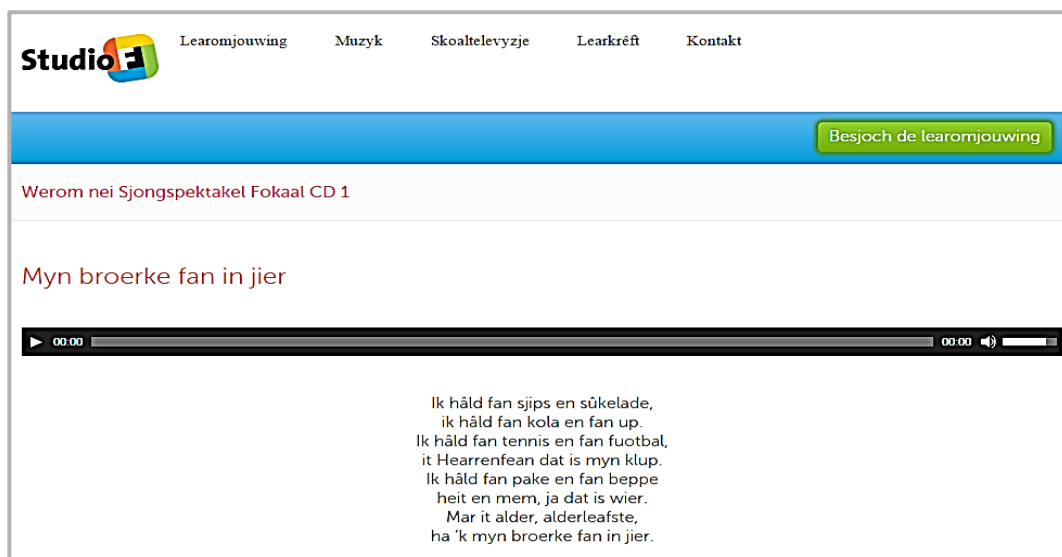 Studio F
Learomjouwing Muzyk Skoaltelevyzje Learkrêft Kontakt
Besjoch de learomjouwing
Werom nei Sjongspektakel Fokaal CD 1
Myn broerke fan in jier
00:00 00:00
Ik hâld fan sjips en sûkelade,
ik hâld fan kola en fan up.
Ik hâld fan tennis en fan fuotbal,
it Hearrenfean dat is myn klup.
Ik hâld fan pake en fan beppe
heit en mem, ja dat is wier.
Mar it alder, alderleafste,
ha 'k myn broerke fan in jier.